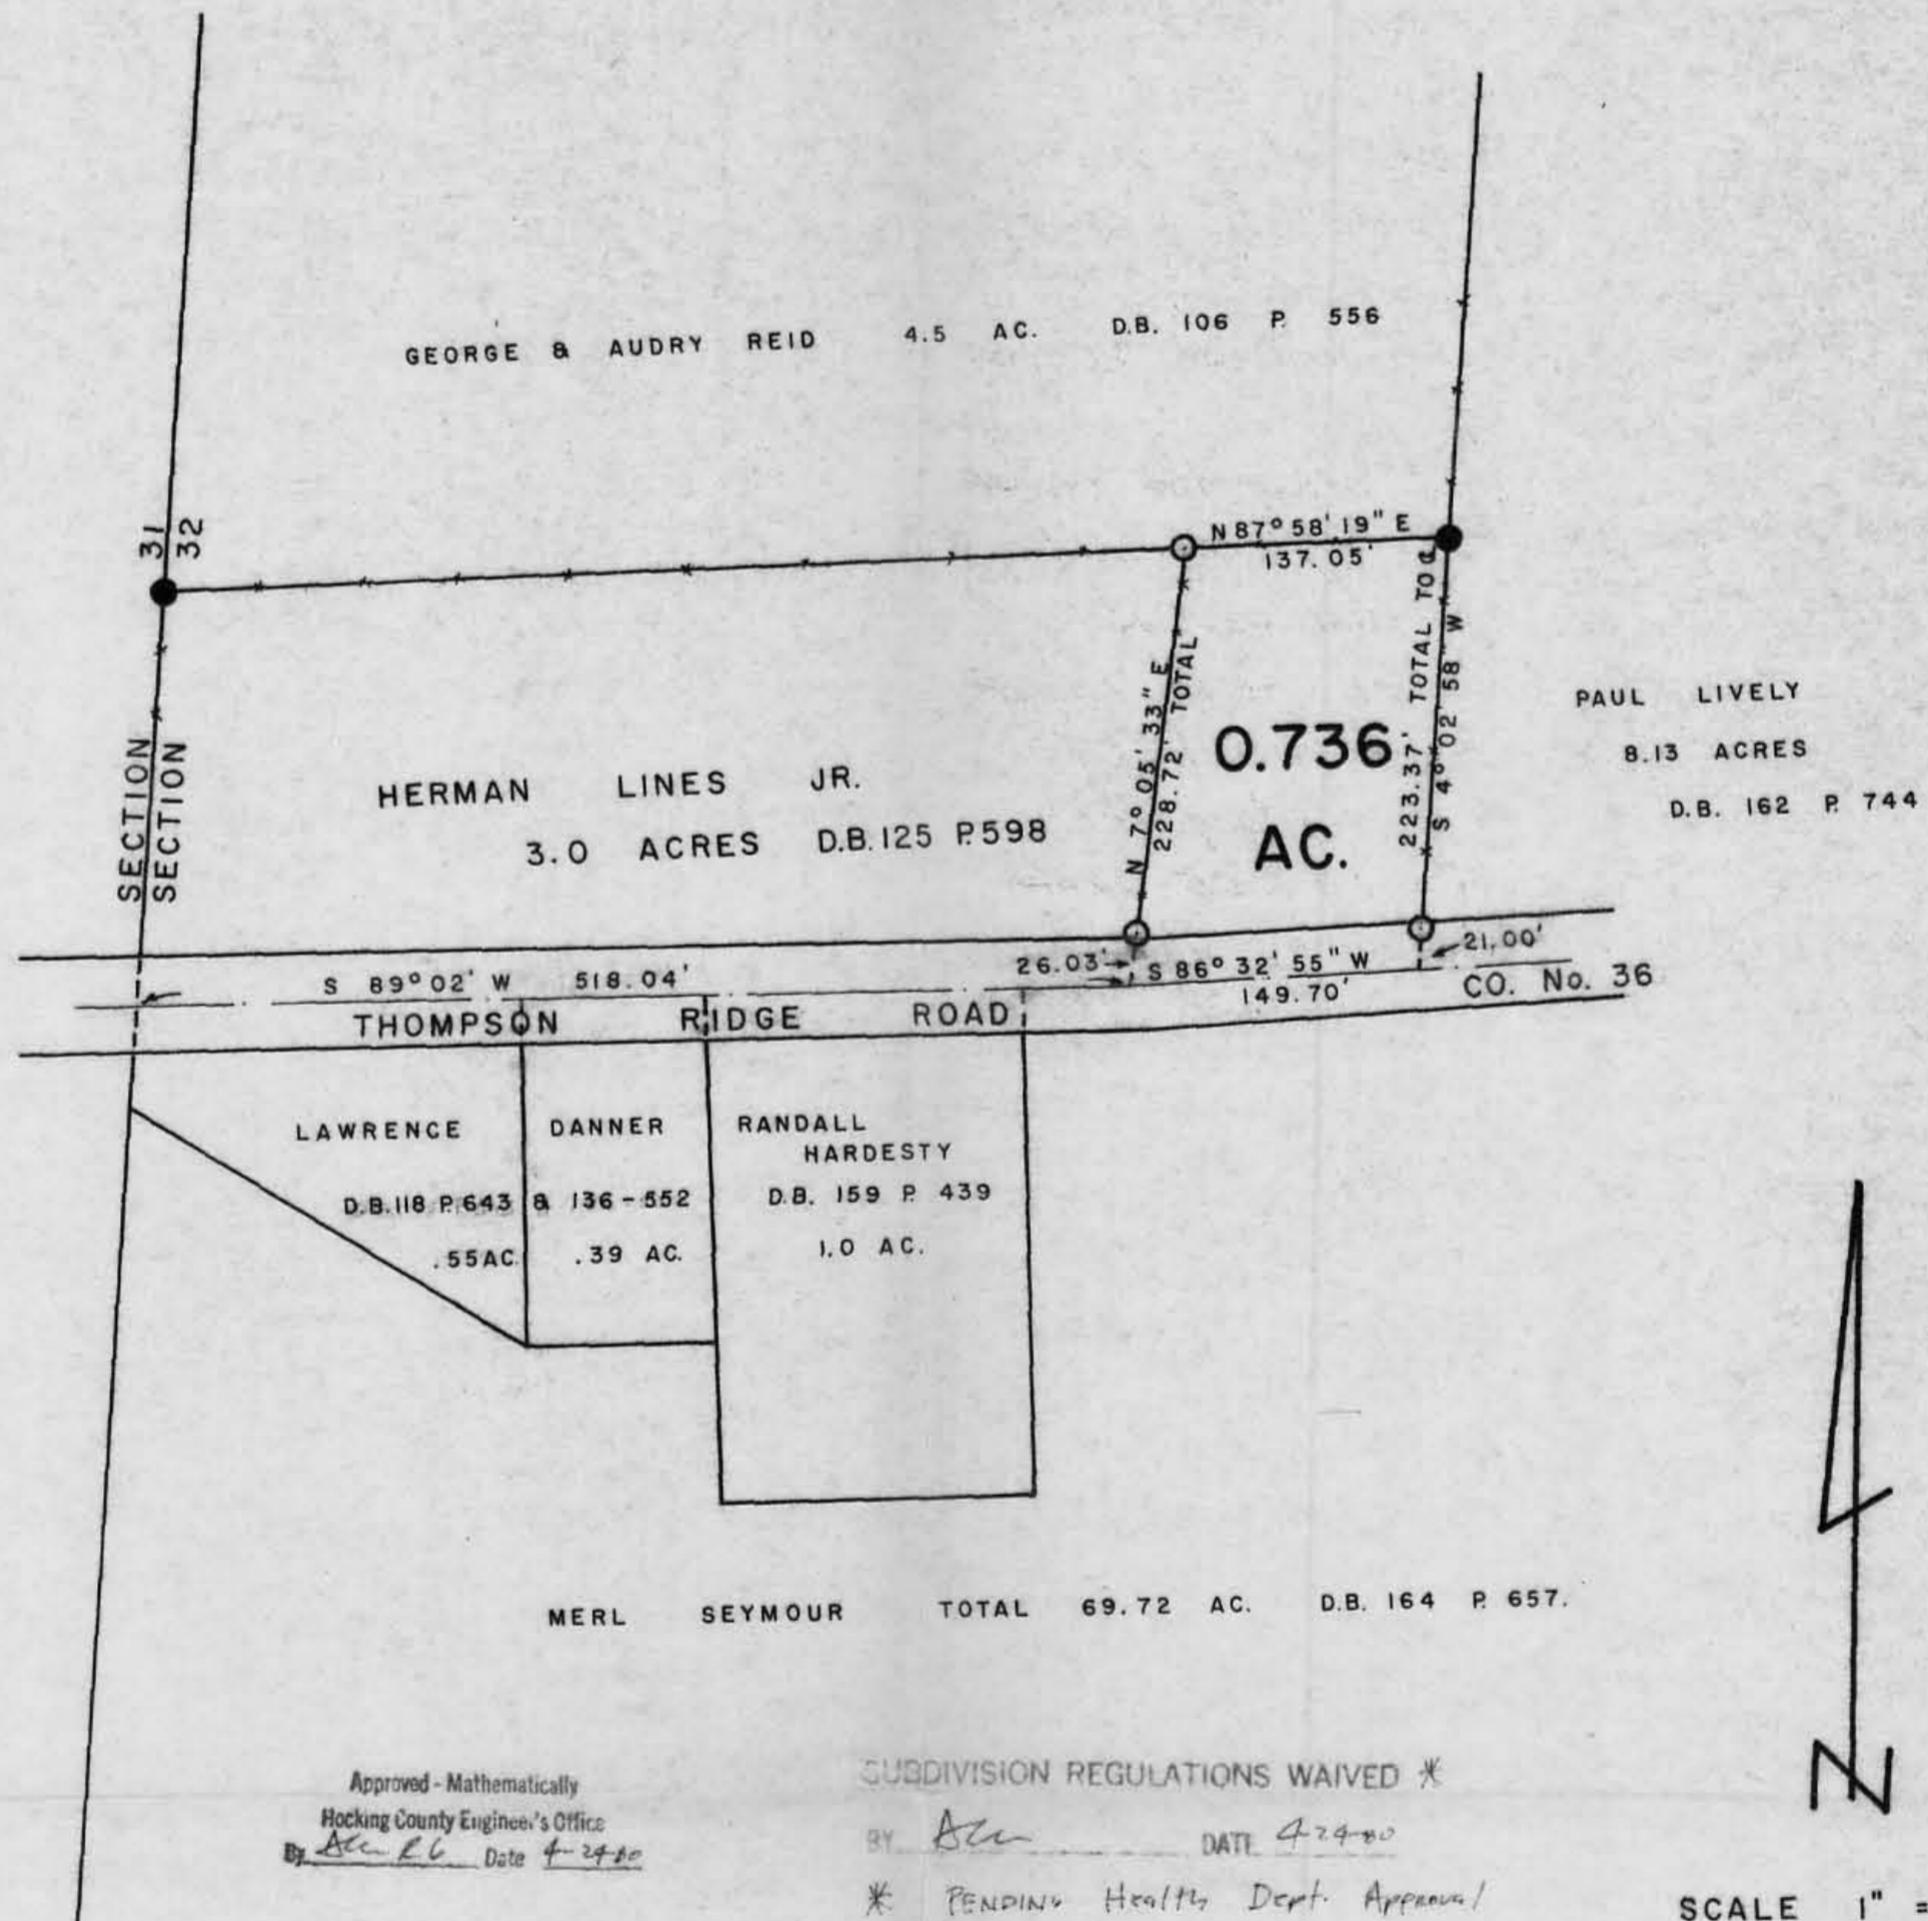 GEORGE & AUDRY REID 4.5 AC. D.B. 106 P. 556
31
32
N 87° 58' 19" E
137.05'
223.37' TOTAL TO ℄
S 4° 02' 58" W
N 7° 05' 33" E
228.72' TOTAL
0.736
AC.
PAUL LIVELY
8.13 ACRES
D.B. 162 P. 744
SECTION
SECTION
HERMAN LINES JR.
3.0 ACRES D.B. 125 P. 598
S 89° 02' W 518.04'
26.03'
S 86° 32' 55" W
149.70'
21.00'
CO. No. 36
THOMPSON RIDGE ROAD
LAWRENCE DANNER
D.B. 118 P. 643 & 136-552
.55 AC. .39 AC.
RANDALL
HARDESTY
D.B. 159 P. 439
1.0 AC.
MERL SEYMOUR TOTAL 69.72 AC. D.B. 164 P. 657.
N
Approved - Mathematically
Hocking County Engineer's Office
By Date 4-24-80
SUBDIVISION REGULATIONS WAIVED *
BY DATE 4-24-80
* PENDING Health Dept. Approval
SCALE 1" =